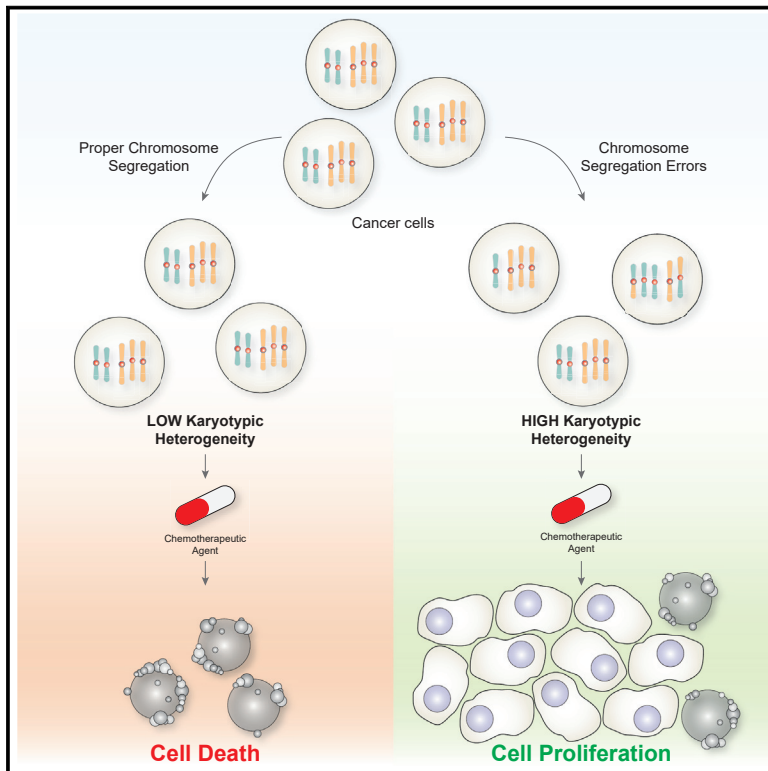 Proper Chromosome
Segregation
Chromosome
Segregation Errors
Cancer cells
LOW Karyotypic
Heterogeneity
HIGH Karyotypic
Heterogeneity
Chemotherapeutic
Agent
Chemotherapeutic
Agent
Cell Death
Cell Proliferation